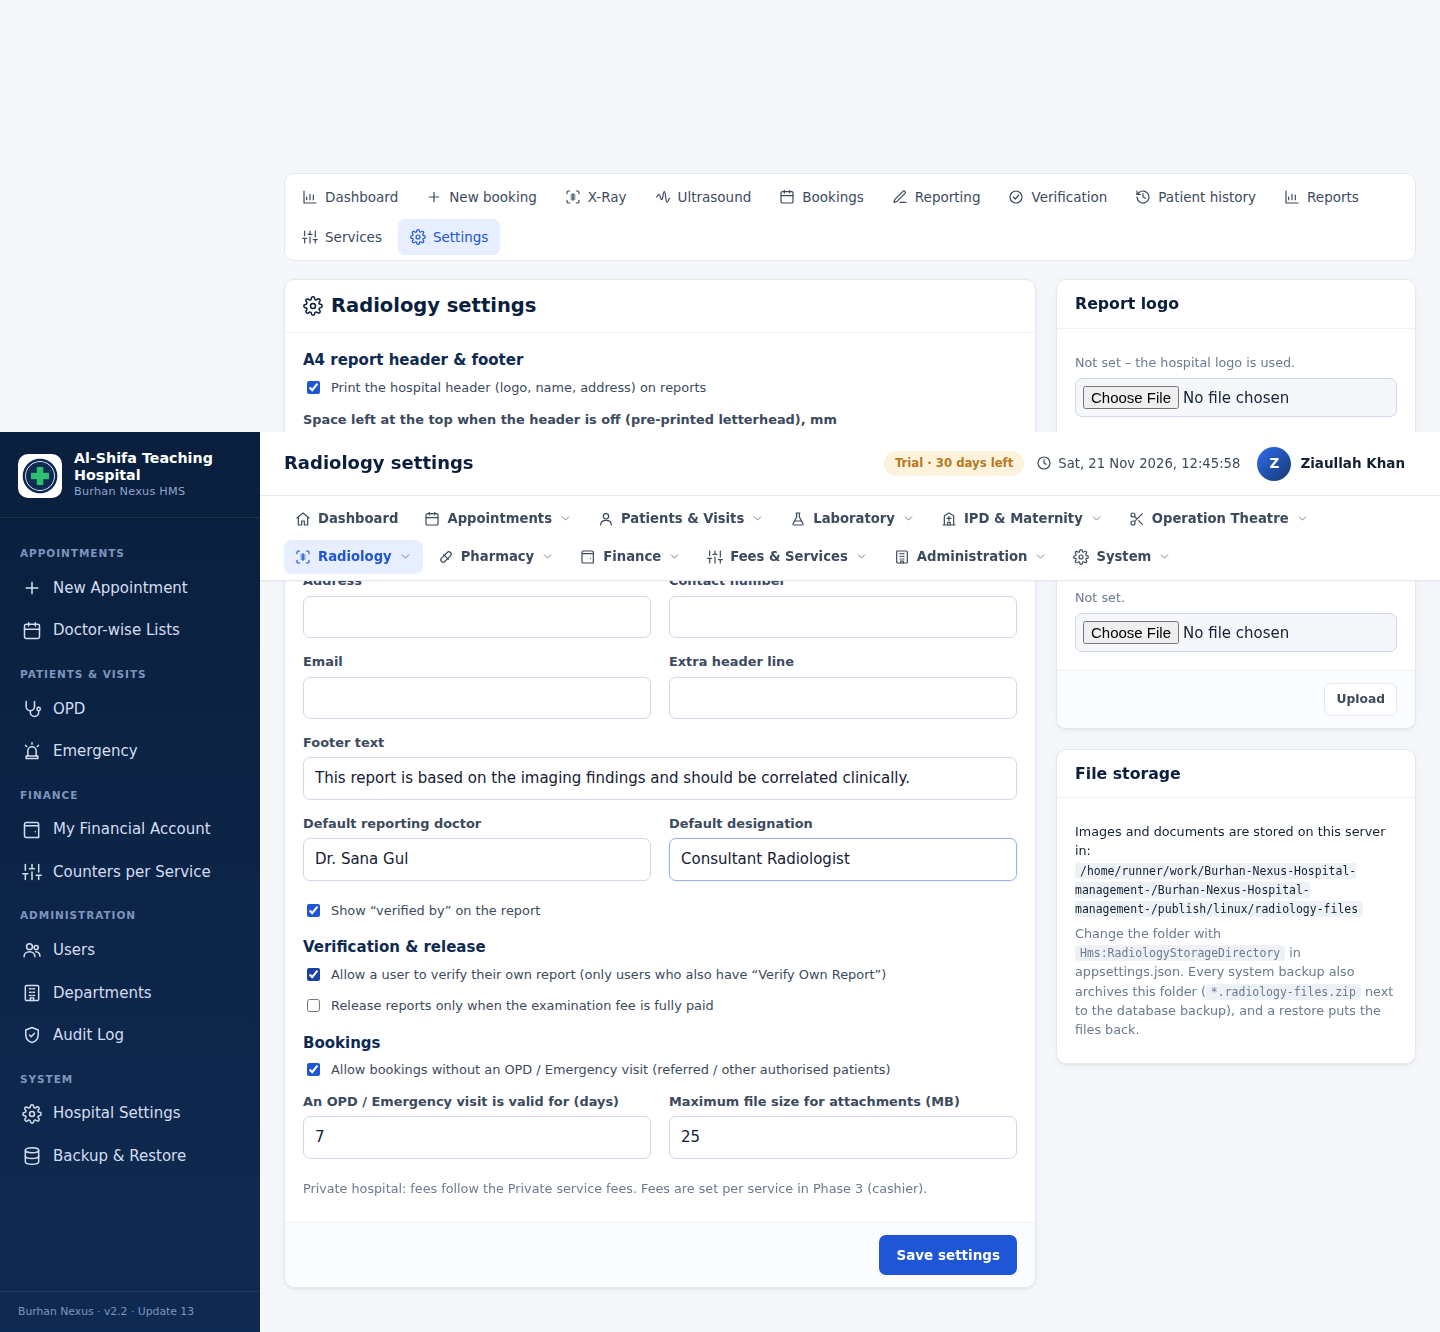 Dashboard
New booking
X-Ray
Ultrasound
Bookings
Reporting
Verification
Patient history
Reports
Services
Settings
Radiology settings
A4 report header & footer
Print the hospital header (logo, name, address) on reports
Space left at the top when the header is off (pre-printed letterhead), mm
Report logo
Not set – the hospital logo is used.
Choose File No file chosen
Al-Shifa Teaching
Hospital
Burhan Nexus HMS
APPOINTMENTS
New Appointment
Doctor-wise Lists
PATIENTS & VISITS
OPD
Emergency
FINANCE
My Financial Account
Counters per Service
ADMINISTRATION
Users
Departments
Audit Log
SYSTEM
Hospital Settings
Backup & Restore
Burhan Nexus · v2.2 · Update 13
Radiology settings
Trial · 30 days left
Sat, 21 Nov 2026, 12:45:58
Z
Ziaullah Khan
Dashboard
Appointments
Patients & Visits
Laboratory
IPD & Maternity
Operation Theatre
Radiology
Pharmacy
Finance
Fees & Services
Administration
System
Address
Contact number
Email
Extra header line
Footer text
This report is based on the imaging findings and should be correlated clinically.
Default reporting doctor
Default designation
Dr. Sana Gul
Consultant Radiologist
Show “verified by” on the report
Verification & release
Allow a user to verify their own report (only users who also have “Verify Own Report”)
Release reports only when the examination fee is fully paid
Bookings
Allow bookings without an OPD / Emergency visit (referred / other authorised patients)
An OPD / Emergency visit is valid for (days)
Maximum file size for attachments (MB)
7
25
Private hospital: fees follow the Private service fees. Fees are set per service in Phase 3 (cashier).
Save settings
Not set.
Choose File No file chosen
Upload
File storage
Images and documents are stored on this server
in:
/home/runner/work/Burhan-Nexus-Hospital-
management-/Burhan-Nexus-Hospital-
management-/publish/linux/radiology-files
Change the folder with
Hms:RadiologyStorageDirectory in
appsettings.json. Every system backup also
archives this folder ( *.radiology-files.zip next
to the database backup), and a restore puts the
files back.